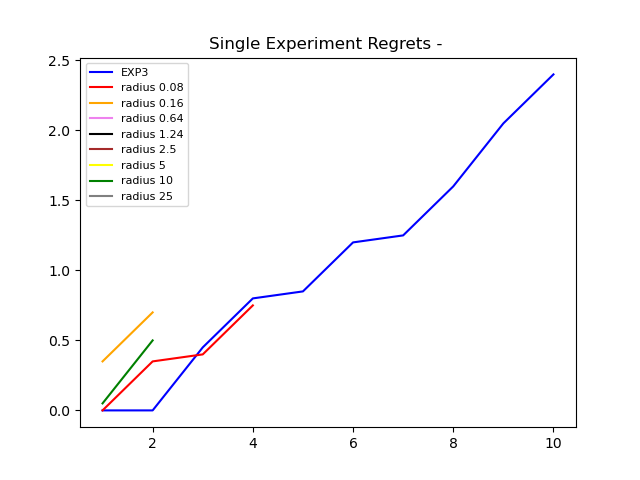 Single Experiment Regrets -
2.5
2.0
1.5
1.0
0.5
0.0
EXP3
radius 0.08
radius 0.16
radius 0.64
radius 1.24
radius 2.5
radius 5
radius 10
radius 25
2 4 6 8 10